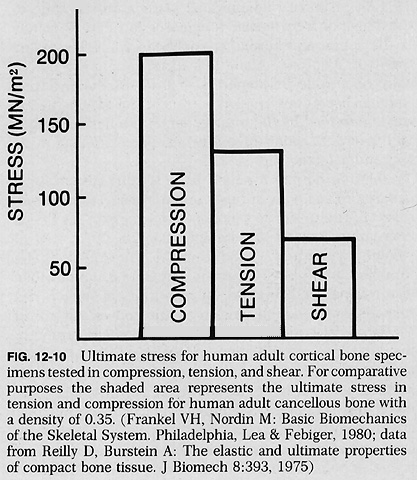 STRESS (MN/m²)
200
150
100
50
COMPRESSION
TENSION
SHEAR
FIG. 12-10 Ultimate stress for human adult cortical bone spec-
imens tested in compression, tension, and shear. For comparative
purposes the shaded area represents the ultimate stress in
tension and compression for human adult cancellous bone with
a density of 0.35. (Frankel VH, Nordin M: Basic Biomechanics
of the Skeletal System. Philadelphia, Lea & Febiger, 1980; data
from Reilly D, Burstein A: The elastic and ultimate properties
of compact bone tissue. J Biomech 8:393, 1975)